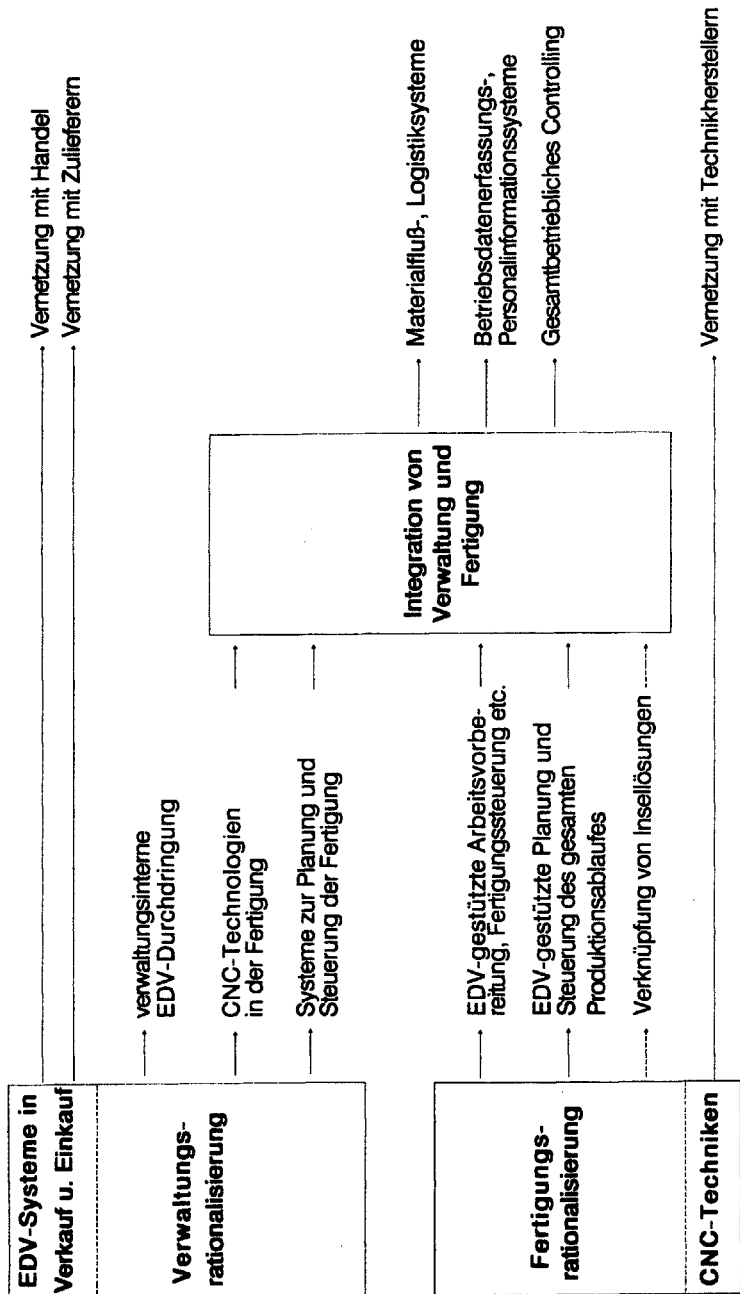 EDV-Systeme in
Verkauf u. Einkauf
Vernetzung mit Handel
Vernetzung mit Zulieferern
Verwaltungs-
rationalisierung
verwaltungsinterne
EDV-Durchdringung
CNC-Technologien
in der Fertigung
Systeme zur Planung und
Steuerung der Fertigung
Integration von
Verwaltung und
Fertigung
Materialfluß-, Logistiksysteme
Betriebsdatenerfassungs-,
Personalinformationssysteme
Gesamtbetriebliches Controlling
Fertigungs-
rationalisierung
EDV-gestützte Arbeitsvorbe-
reitung, Fertigungssteuerung etc.
EDV-gestützte Planung und
Steuerung des gesamten
Produktionsablaufes
Verknüpfung von Insellösungen
CNC-Techniken
Vernetzung mit Technikherstellern